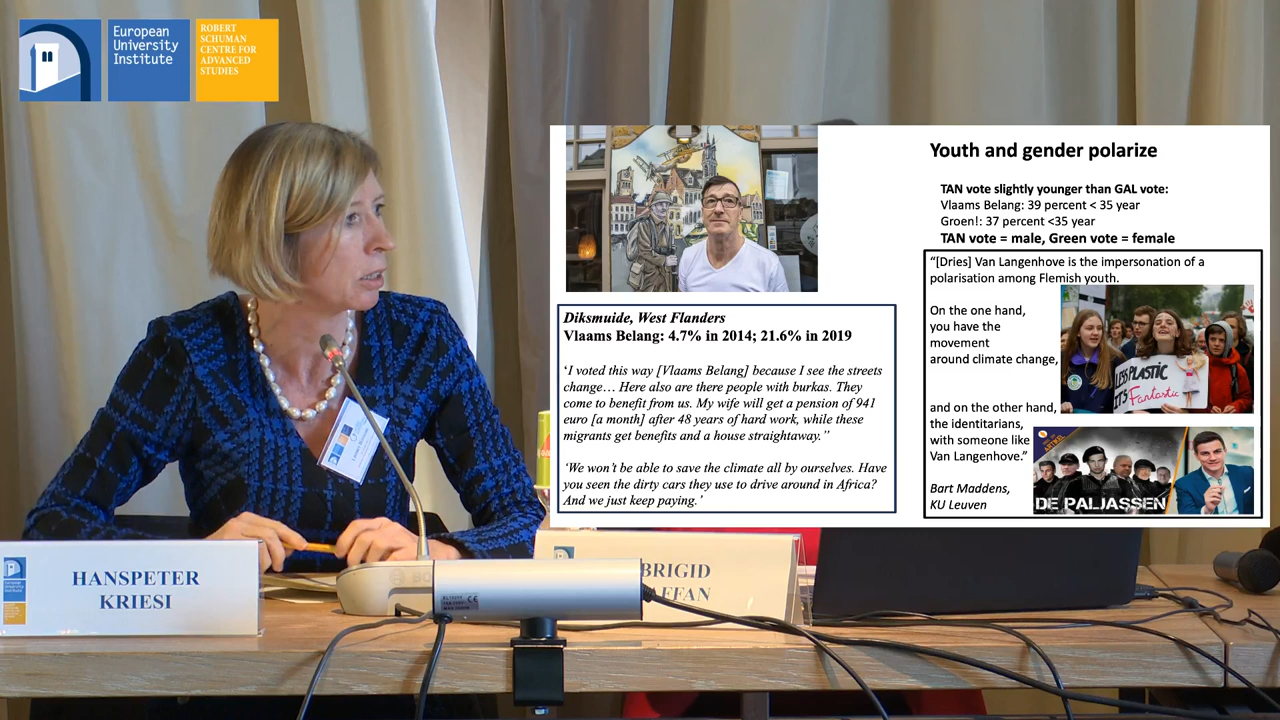 European
University
Institute
ROBERT
SCHUMAN
CENTRE FOR
ADVANCED
STUDIES
Youth and gender polarize
TAN vote slightly younger than GAL vote:
Vlaams Belang: 39 percent < 35 year
Groen!: 37 percent <35 year
TAN vote = male, Green vote = female
Diksmuide, West Flanders
Vlaams Belang: 4.7% in 2014; 21.6% in 2019
‘I voted this way [Vlaams Belang] because I see the streets
change… Here also are there people with burkas. They
come to benefit from us. My wife will get a pension of 941
euro [a month] after 48 years of hard work, while these
migrants get benefits and a house straightaway.”
‘We won’t be able to save the climate all by ourselves. Have
you seen the dirty cars they use to drive around in Africa?
And we just keep paying.’
“[Dries] Van Langenhove is the impersonation of a
polarisation among Flemish youth.
On the one hand,
you have the
movement
around climate change,
LESS PLASTIC
IT'S Fantastic
and on the other hand,
the identitarians,
with someone like
Van Langenhove.”
DE PALJASSEN
Bart Maddens,
KU Leuven
European
University
Institute
HANSPETER
KRIESI
BRIGID
AFFAN